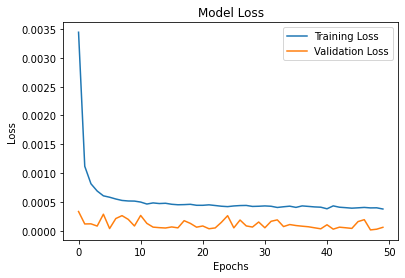 Model Loss
Training Loss
Validation Loss
0.0035
0.0030
0.0025
0.0020
0.0015
0.0010
0.0005
0.0000
Loss
0 10 20 30 40 50
Epochs